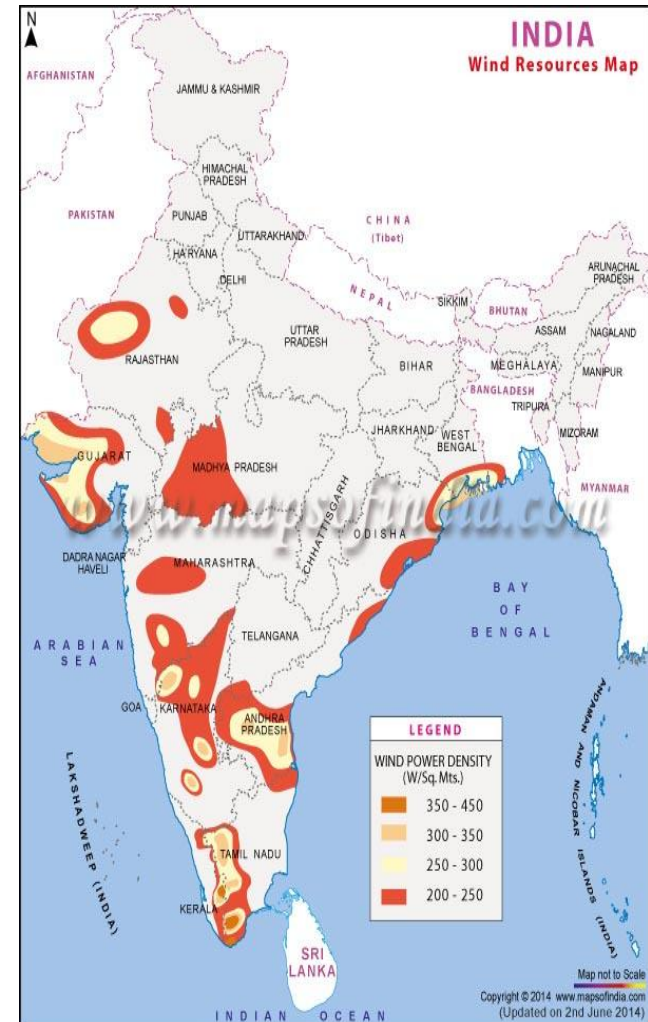 N
INDIA
Wind Resources Map
AFGHANISTAN
JAMMU & KASHMIR
HIMACHAL
PRADESH
PAKISTAN
PUNJAB
UTTARAKHAND
CHINA
(Tibet)
HARYANA
DELHI
ARUNACHAL
PRADESH
NEPAL
SIKKIM
BHUTAN
RAJASTHAN
UTTAR
PRADESH
ASSAM
NAGALAND
BIHAR
MEGHALAYA
MANIPUR
BANGLADESH
TRIPURA
JHARKHAND
WEST
BENGAL
MIZORAM
GUJARAT
MADHYA PRADESH
MYANMAR
www.mapsofindia.com
CHHATTISGARH
ODISHA
DADRA NAGAR
HAVELI
MAHARASHTRA
BAY
OF
BENGAL
TELANGANA
ARABIAN
SEA
GOA
KARNATAKA
ANDHRA
PRADESH
LEGEND
WIND POWER DENSITY
(W/Sq. Mts.)
350 - 450
300 - 350
250 - 300
200 - 250
ANDAMAN AND NICOBAR ISLANDS (INDIA)
LAKSHADWEEP (INDIA)
TAMIL NADU
KERALA
SRI
LANKA
Map not to Scale
Copyright © 2014 www.mapsofindia.com
(Updated on 2nd June 2014)
INDIAN OCEAN